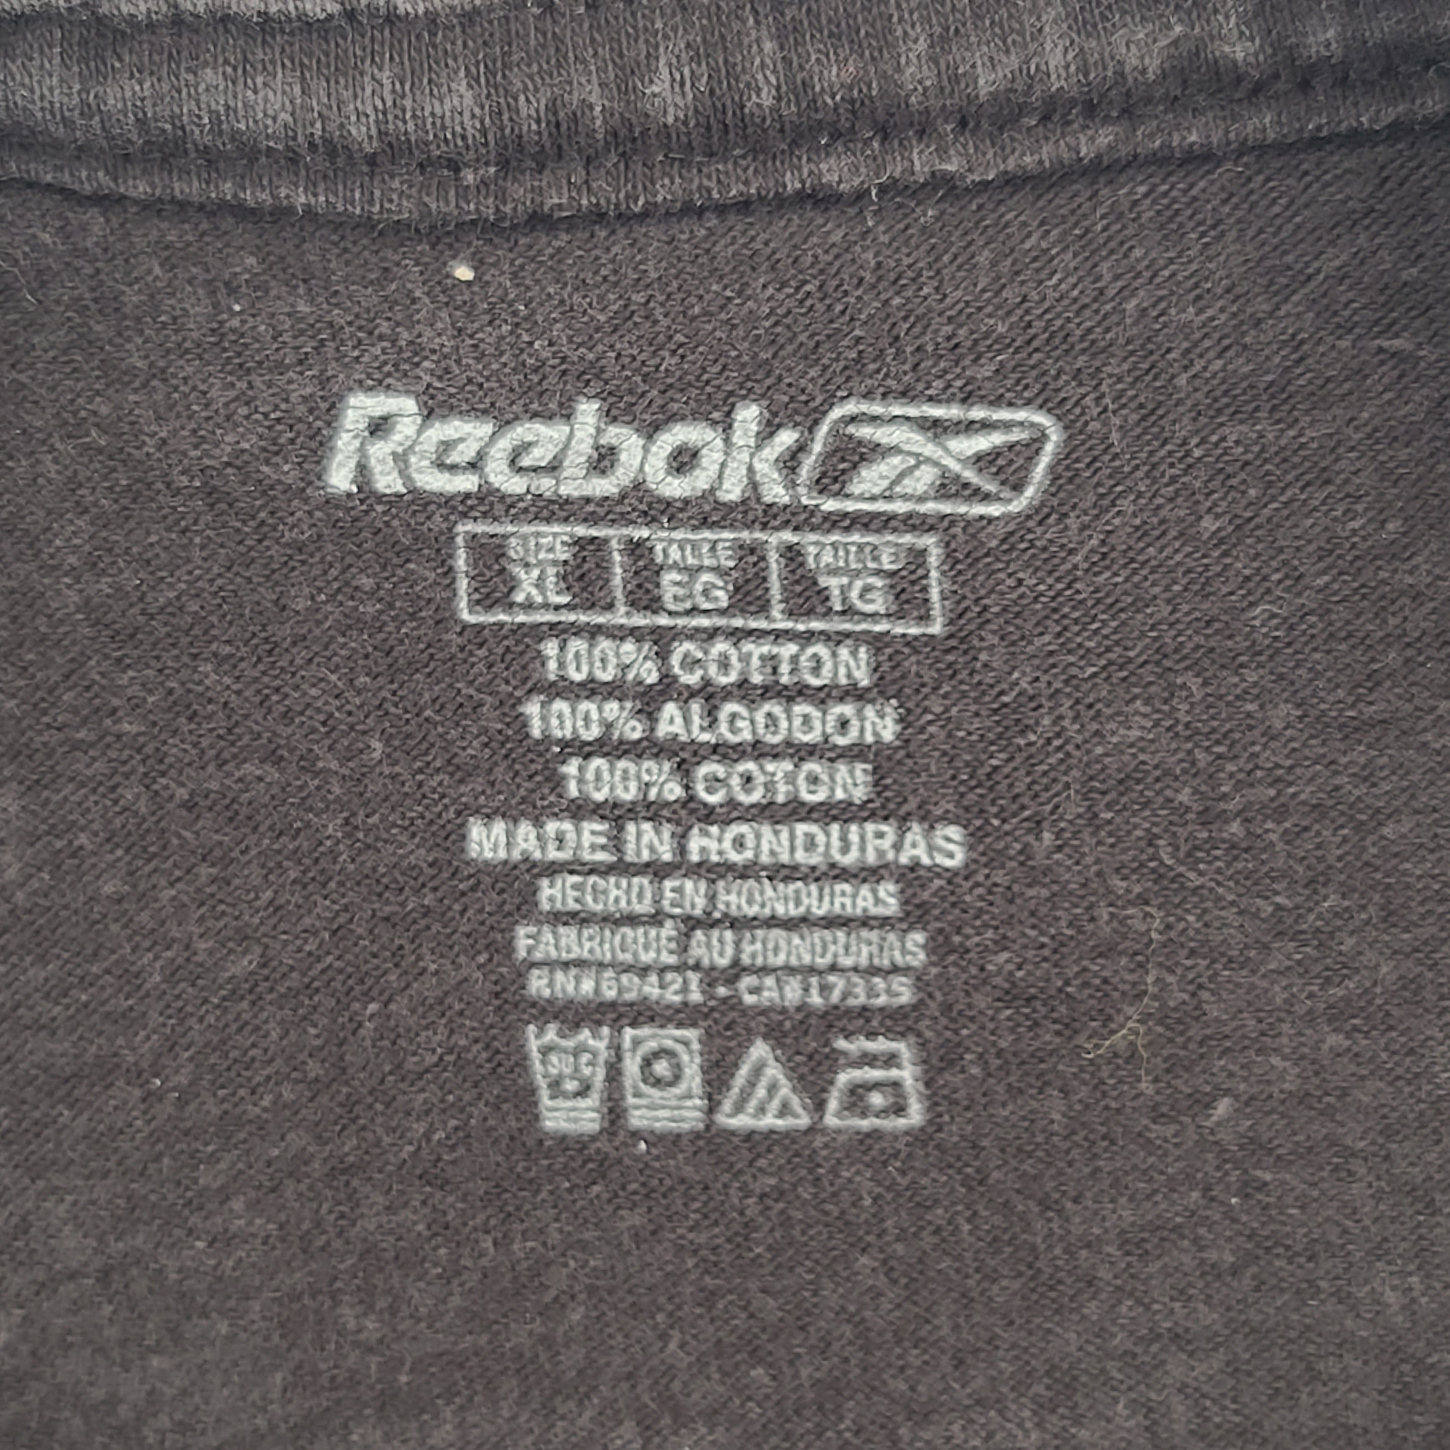 Reebok
SIZE TALLE TAILLE
XL EG TG
100% COTTON
100% ALGODON
100% COTON
MADE IN HONDURAS
HECHO EN HONDURAS
FABRIQUÉ AU HONDURAS
RN#69421 - CA#17335